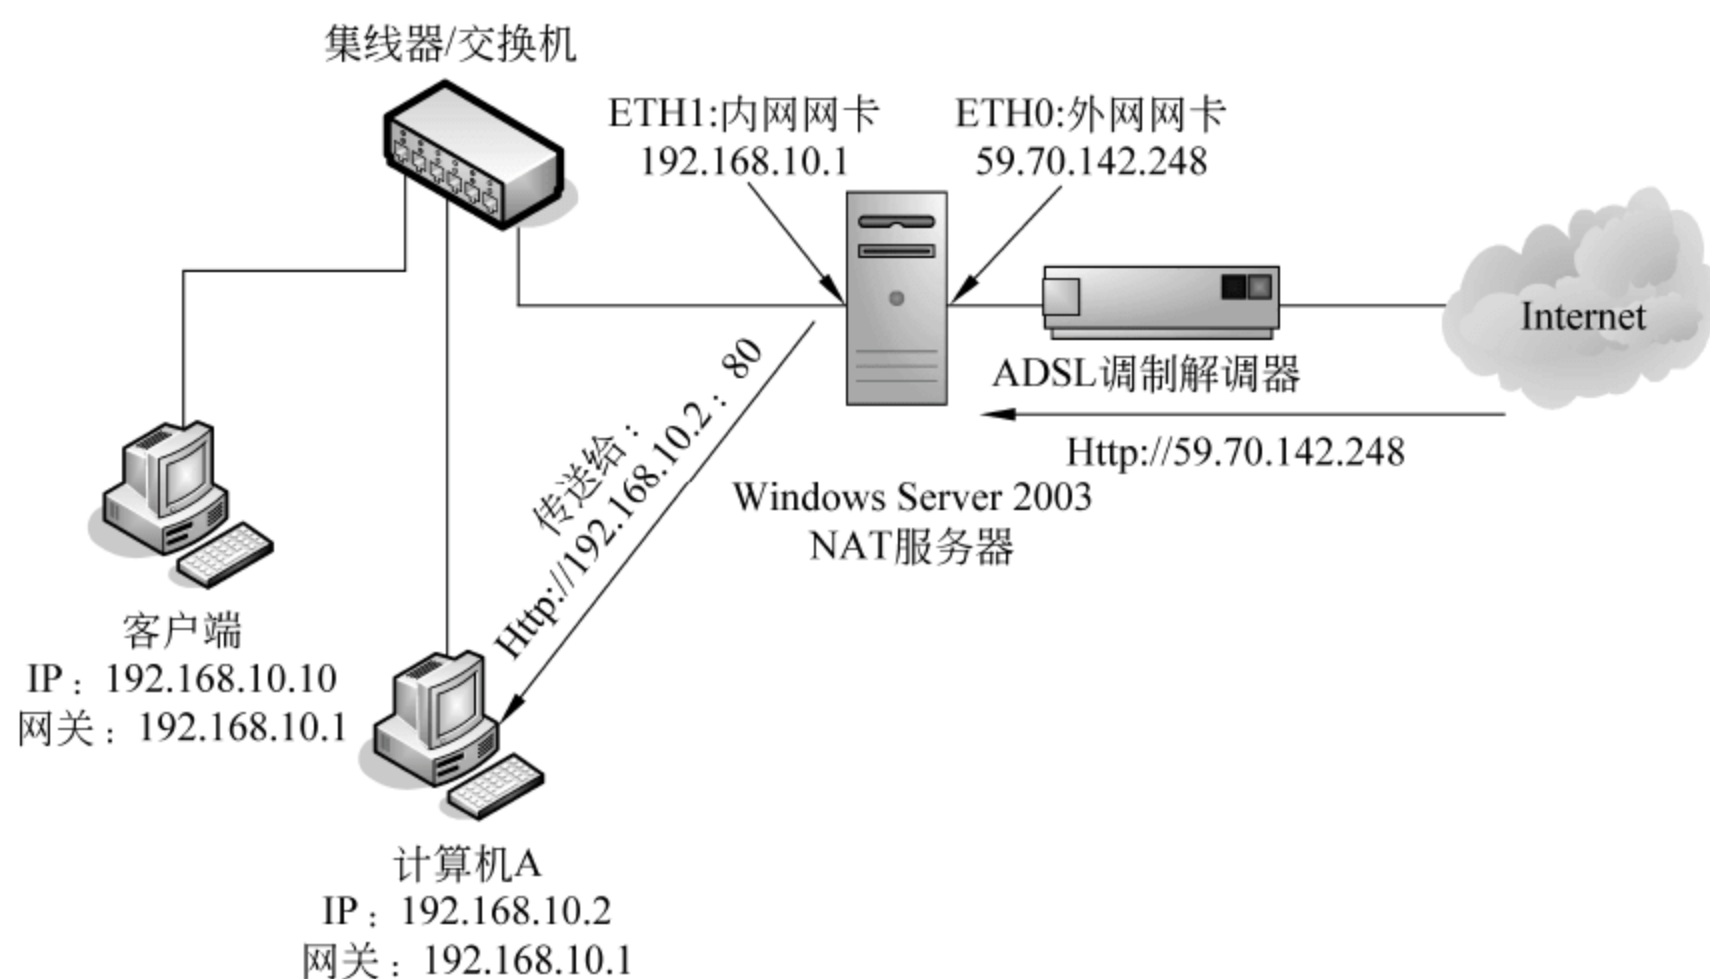 集线器/交换机
ETH1:内网网卡
192.168.10.1
ETH0:外网网卡
59.70.142.248
Internet
ADSL调制解调器
Http://59.70.142.248
传送给：
Http://192.168.10.2：80
Windows Server 2003
NAT服务器
客户端
IP：192.168.10.10
网关：192.168.10.1
计算机A
IP：192.168.10.2
网关：192.168.10.1